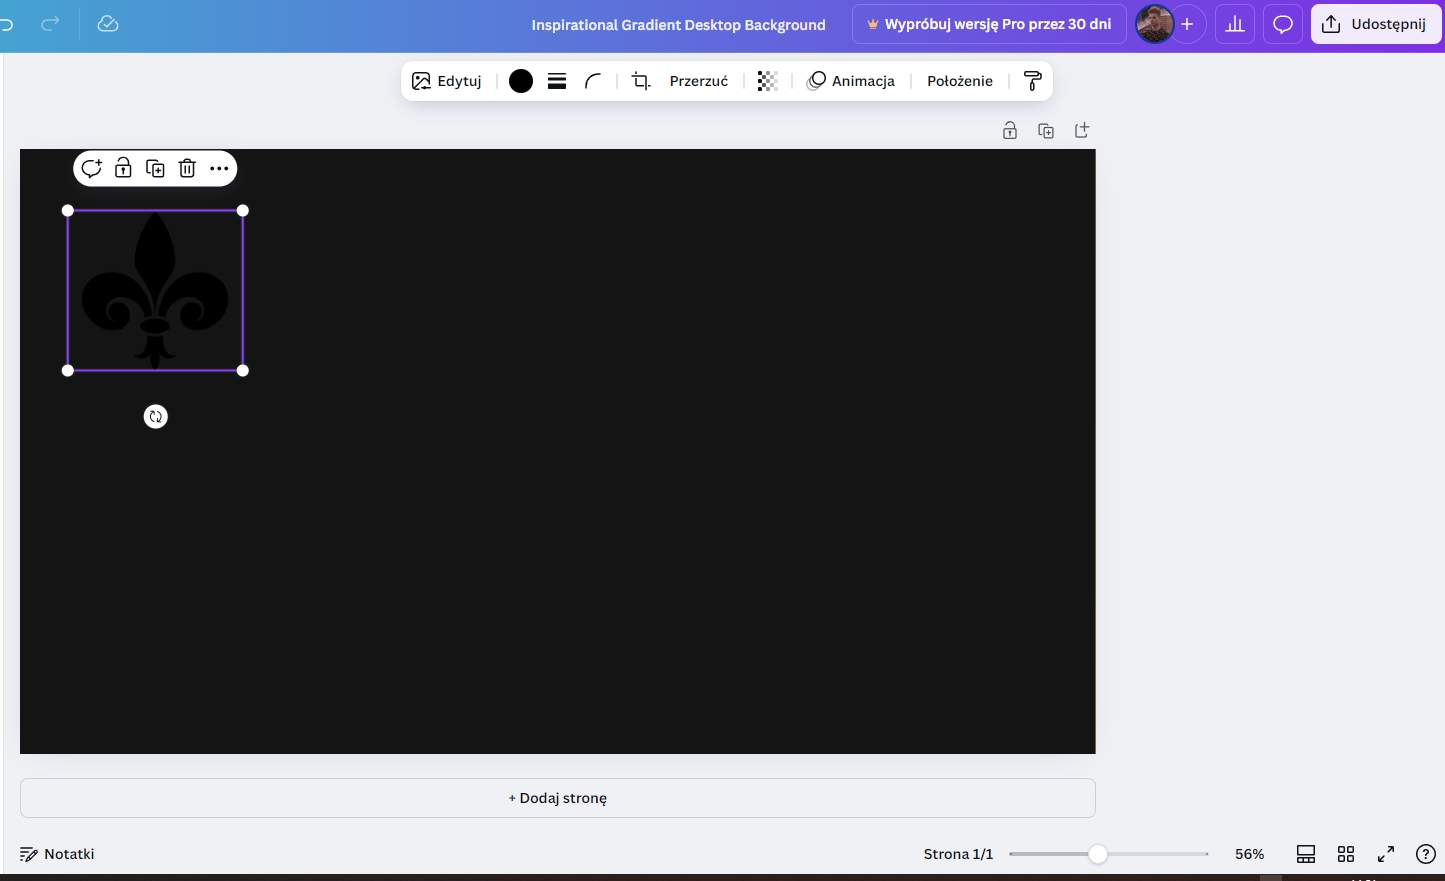 Inspirational Gradient Desktop Background
Wypróbuj wersję Pro przez 30 dni
Udostępnij
Edytuj
Przerzuć
Animacja
Położenie
+ Dodaj stronę
Notatki
Strona 1/1
56%